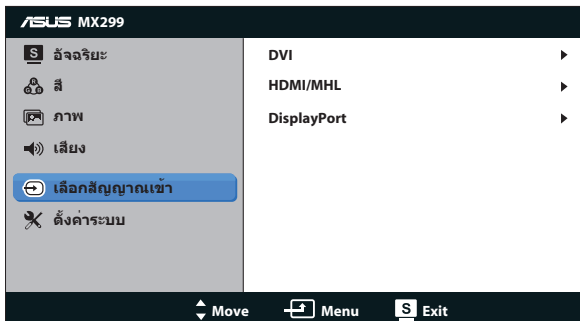 ASUS MX299
S อัจฉริยะ
สี
ภาพ
เสียง
เลือกสัญญาณเข้า
ตั้งค่าระบบ
DVI
HDMI/MHL
DisplayPort
Move Menu S Exit